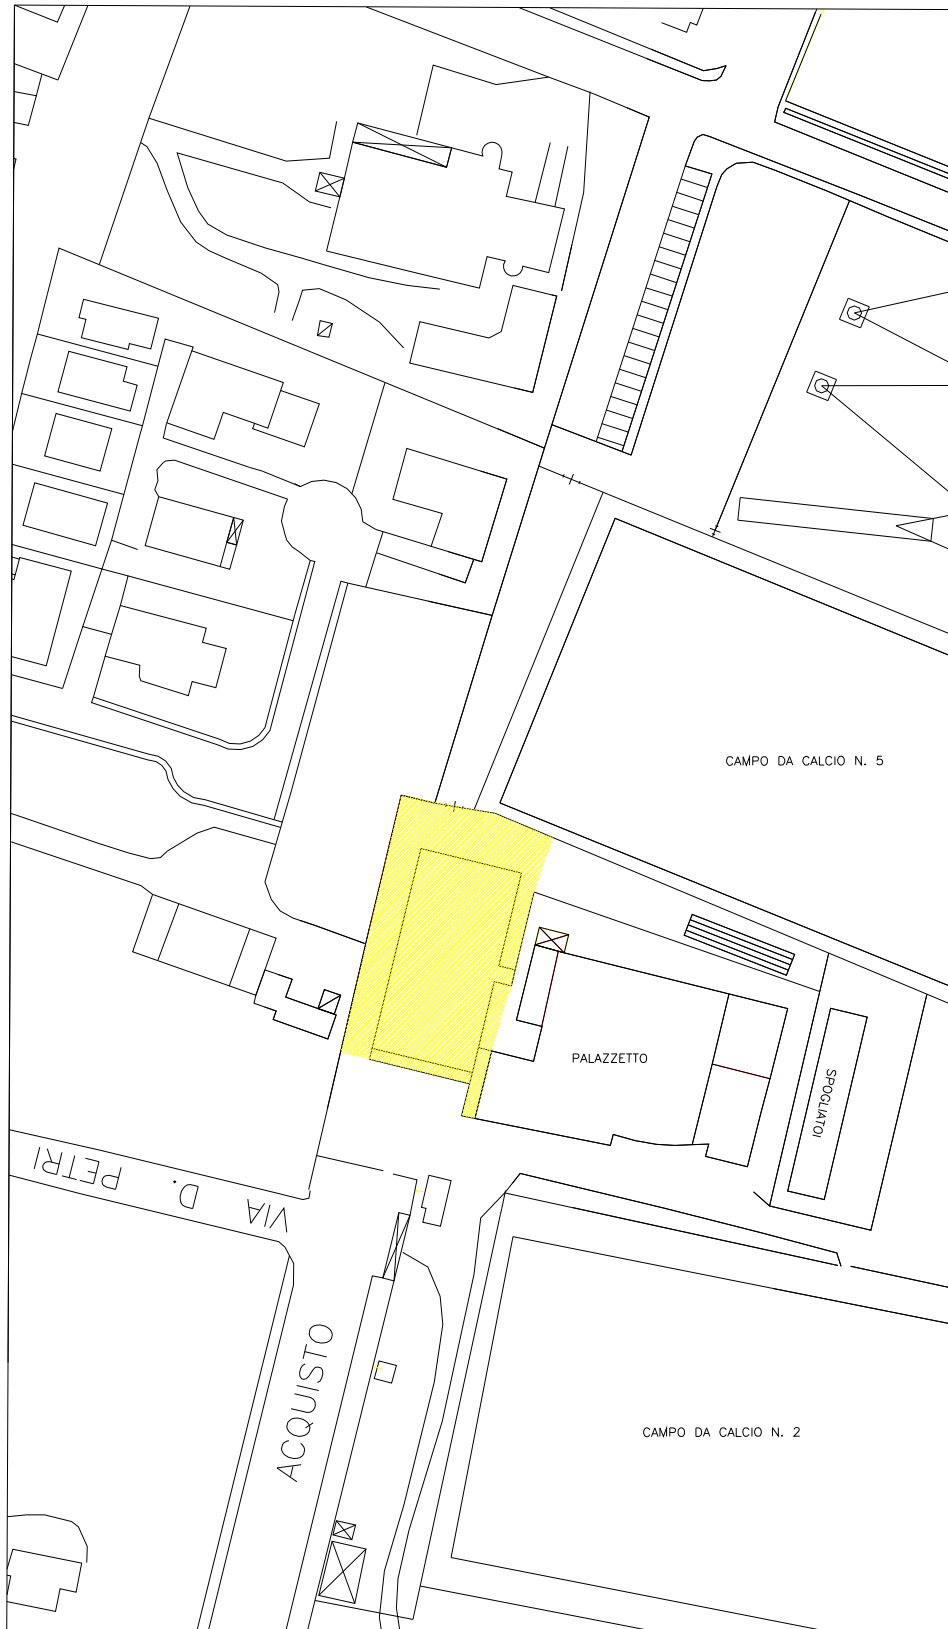 CAMPO DA CALCIO N. 5
PALAZZETTO
SPOGLIATOI
VIA D. PETRI
ACQUISTO
CAMPO DA CALCIO N. 2